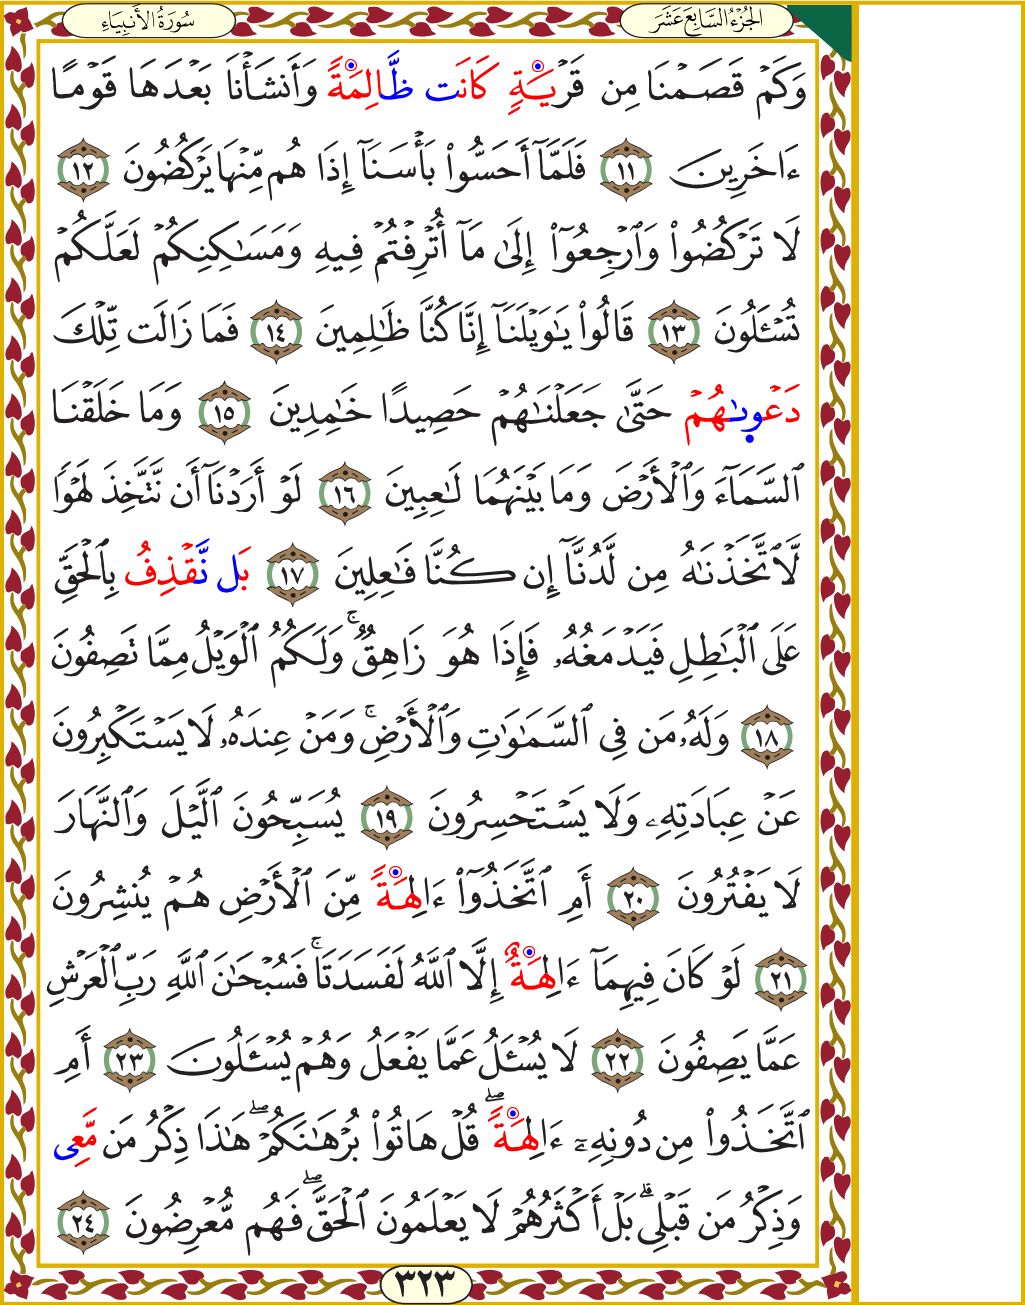 سُورَةُ الأَنبِيَاءِ
الجُزْءُ السَّابِعَ عَشَرَ
وَكَمْ قَصَمْنَا مِن قَرْيَةٍ كَانَت ظَّالِمَةً وَأَنشَأْنَا بَعْدَهَا قَوْمًا
ءَاخَرِينَ ١١ فَلَمَّآ أَحَسُّوا۟ بَأْسَنَآ إِذَا هُم مِّنْهَا يَرْكُضُونَ ١٢
لَا تَرْكُضُوا۟ وَٱرْجِعُوٓا۟ إِلَىٰ مَآ أُتْرِفْتُمْ فِيهِ وَمَسَـٰكِنِكُمْ لَعَلَّكُمْ
تُسْـَٔلُونَ ١٣ قَالُوا۟ يَـٰوَيْلَنَآ إِنَّا كُنَّا ظَـٰلِمِينَ ١٤ فَمَا زَالَت تِّلْكَ
دَعْوىٰهُمْ حَتَّىٰ جَعَلْنَـٰهُمْ حَصِيدًا خَـٰمِدِينَ ١٥ وَمَا خَلَقْنَا
ٱلسَّمَآءَ وَٱلْأَرْضَ وَمَا بَيْنَهُمَا لَـٰعِبِينَ ١٦ لَوْ أَرَدْنَآ أَن نَّتَّخِذَ لَهْوًا
لَّٱتَّخَذْنَـٰهُ مِن لَّدُنَّآ إِن كُنَّا فَـٰعِلِينَ ١٧ بَل نَّقْذِفُ بِٱلْحَقِّ
عَلَى ٱلْبَـٰطِلِ فَيَدْمَغُهُۥ فَإِذَا هُوَ زَاهِقٌ ۚ وَلَكُمُ ٱلْوَيْلُ مِمَّا تَصِفُونَ
١٨ وَلَهُۥ مَن فِى ٱلسَّمَـٰوَٰتِ وَٱلْأَرْضِ ۚ وَمَنْ عِندَهُۥ لَا يَسْتَكْبِرُونَ
عَنْ عِبَادَتِهِۦ وَلَا يَسْتَحْسِرُونَ ١٩ يُسَبِّحُونَ ٱلَّيْلَ وَٱلنَّهَارَ
لَا يَفْتُرُونَ ٢٠ أَمِ ٱتَّخَذُوٓا۟ ءَالِهَةً مِّنَ ٱلْأَرْضِ هُمْ يُنشِرُونَ
٢١ لَوْ كَانَ فِيهِمَآ ءَالِهَةٌ إِلَّا ٱللَّهُ لَفَسَدَتَا ۚ فَسُبْحَـٰنَ ٱللَّهِ رَبِّ ٱلْعَرْشِ
عَمَّا يَصِفُونَ ٢٢ لَا يُسْـَٔلُ عَمَّا يَفْعَلُ وَهُمْ يُسْـَٔلُونَ ٢٣ أَمِ
ٱتَّخَذُوا۟ مِن دُونِهِۦٓ ءَالِهَةً ۖ قُلْ هَاتُوا۟ بُرْهَـٰنَكُمْ ۖ هَـٰذَا ذِكْرُ مَن مَّعِى
وَذِكْرُ مَن قَبْلِى ۗ بَلْ أَكْثَرُهُمْ لَا يَعْلَمُونَ ٱلْحَقَّ ۖ فَهُم مُّعْرِضُونَ ٢٤
٣٢٣